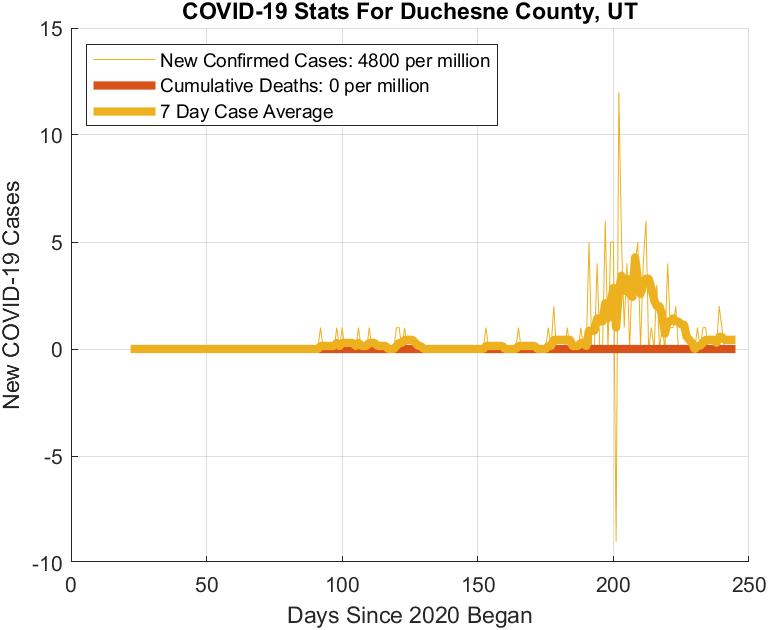 COVID-19 Stats For Duchesne County, UT
15
New Confirmed Cases: 4800 per million
Cumulative Deaths: 0 per million
7 Day Case Average
10
5
0
-5
-10
New COVID-19 Cases
0 50 100 150 200 250
Days Since 2020 Began